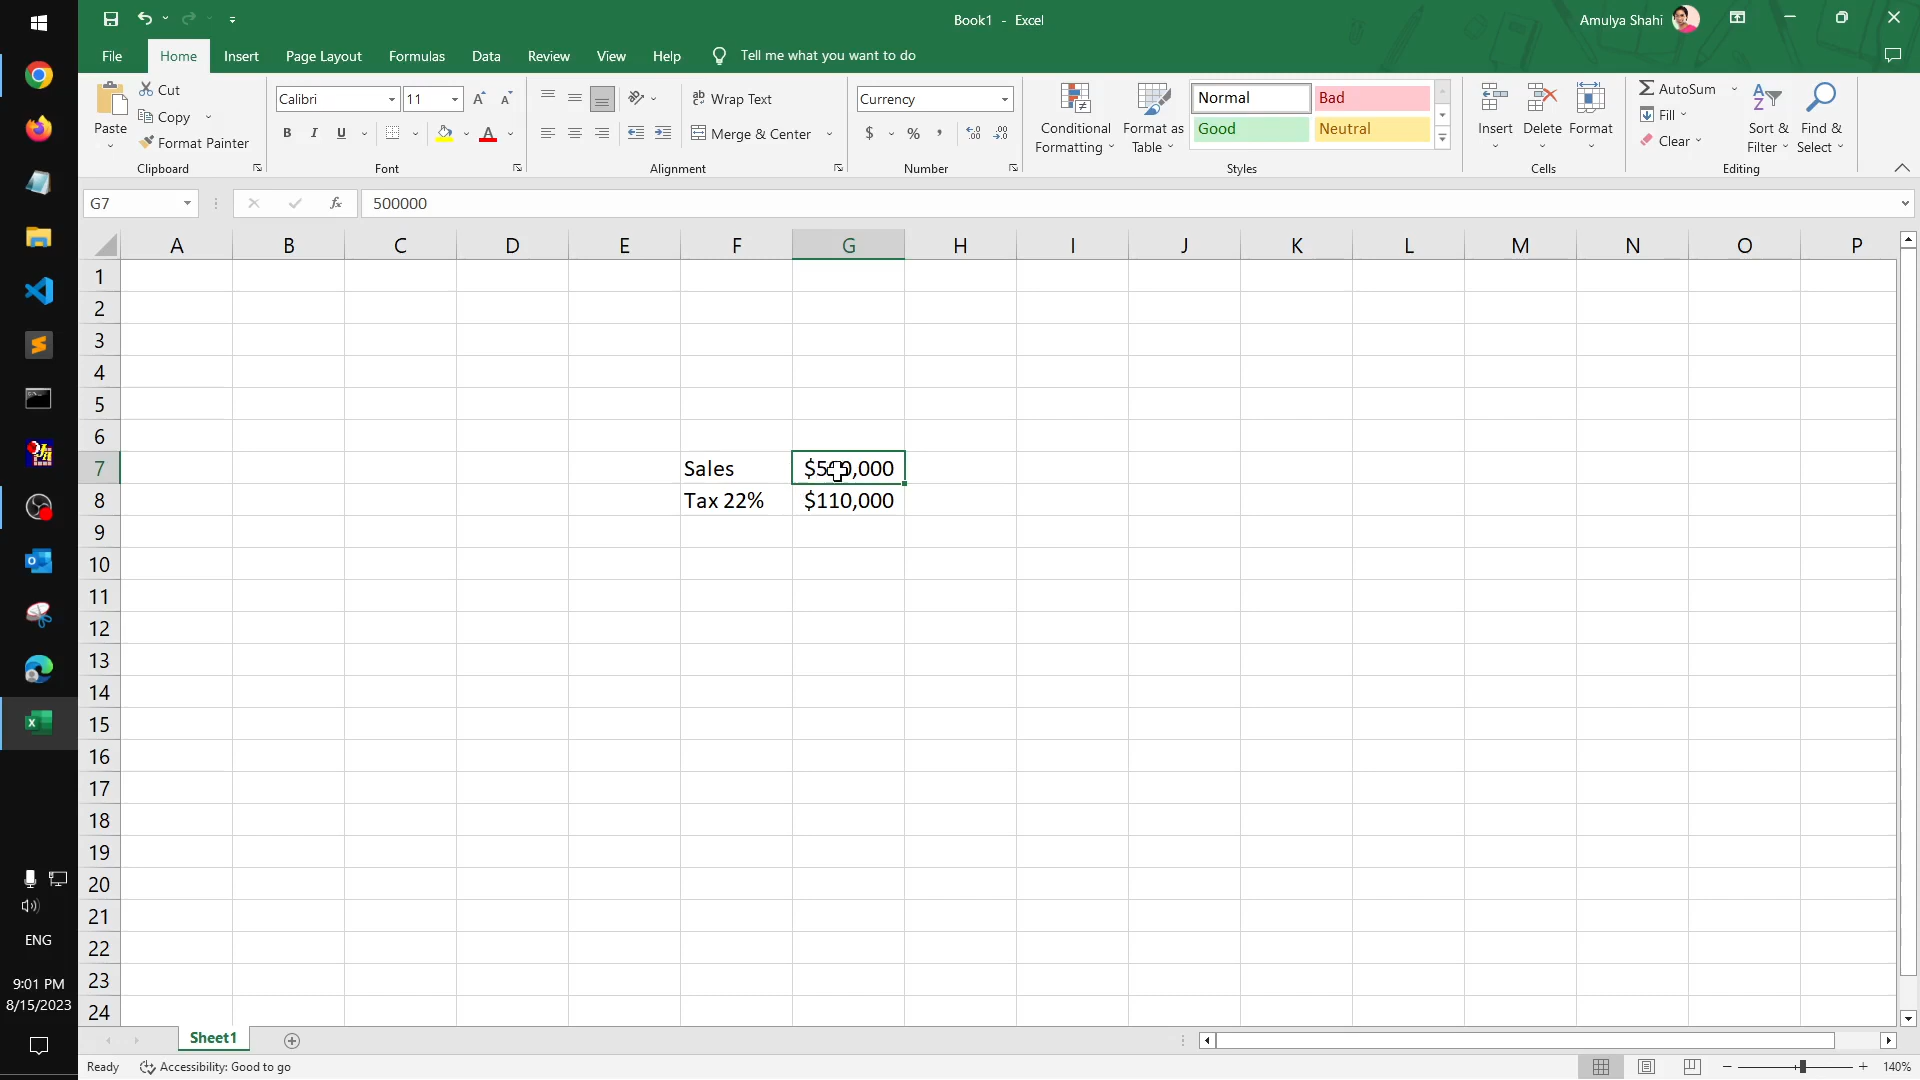 Book1 - Excel
Amulya Shahi
File Home Insert Page Layout Formulas Data Review View Help Tell me what you want to do
Paste
Cut
Copy
Format Painter
Clipboard
Calibri 11
B I U A
Font
Wrap Text
Merge & Center
Alignment
Currency
$ % ,
Number
Conditional Formatting
Format as Table
Normal Bad
Good Neutral
Styles
Insert Delete Format
Cells
AutoSum
Fill
Clear
Sort & Filter
Find & Select
Editing
G7 fx 500000
A B C D E F G H I J K L M N O P
1
2
3
4
5
6
7 Sales
8 Tax 22% $110,000
9
10
11
12
13
14
15
16
17
18
19
20
21
22
23
24
Sheet1
Ready Accessibility: Good to go 140%
ENG
9:01 PM
8/15/2023